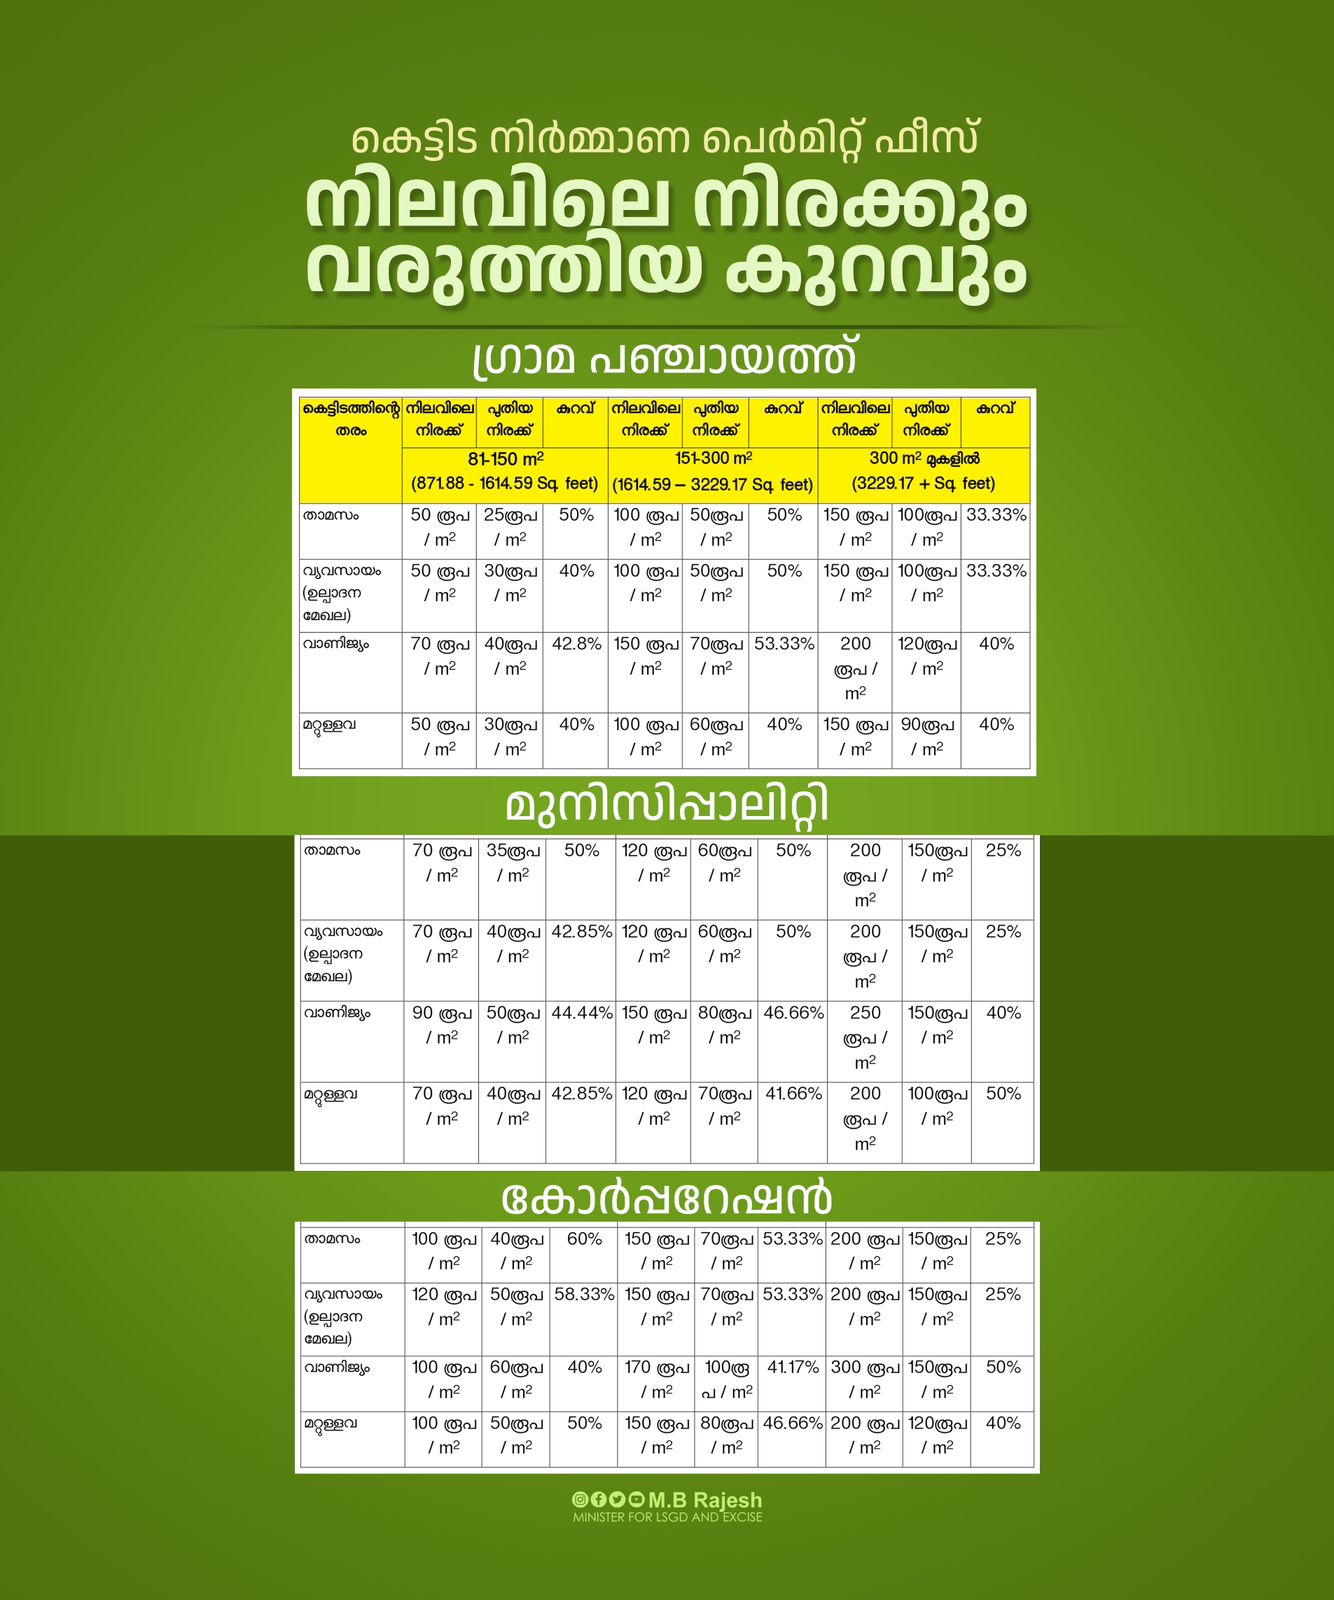 കെട്ടിട നിർമ്മാണ പെർമിറ്റ് ഫീസ്
നിലവിലെ നിരക്കും
വരുത്തിയ കുറവും
ഗ്രാമ പഞ്ചായത്ത്
കെട്ടിടത്തിന്റെ നിലവിലെ പുതിയ കുറവ് നിലവിലെ പുതിയ കുറവ് നിലവിലെ പുതിയ കുറവ്
തരം നിരക്ക് നിരക്ക് നിരക്ക് നിരക്ക് നിരക്ക് നിരക്ക്
81-150 m² 151-300 m² 300 m² മുകളിൽ
(871.88 - 1614.59 Sq. feet) (1614.59 – 3229.17 Sq. feet) (3229.17 + Sq. feet)
താമസം 50 രൂപ 25രൂപ 50% 100 രൂപ 50രൂപ 50% 150 രൂപ 100രൂപ 33.33%
/ m² / m² / m² / m² / m² / m²
വ്യവസായം 50 രൂപ 30രൂപ 40% 100 രൂപ 50രൂപ 50% 150 രൂപ 100രൂപ 33.33%
(ഉല്പാദന / m² / m² / m² / m² / m² / m²
മേഖല)
വാണിജ്യം 70 രൂപ 40രൂപ 42.8% 150 രൂപ 70രൂപ 53.33% 200 120രൂപ 40%
/ m² / m² / m² / m² രൂപ / / m²
m²
മറ്റുള്ളവ 50 രൂപ 30രൂപ 40% 100 രൂപ 60രൂപ 40% 150 രൂപ 90രൂപ 40%
/ m² / m² / m² / m² / m² / m²
മുനിസിപ്പാലിറ്റി
താമസം 70 രൂപ 35രൂപ 50% 120 രൂപ 60രൂപ 50% 200 150രൂപ 25%
/ m² / m² / m² / m² രൂപ / / m²
m²
വ്യവസായം 70 രൂപ 40രൂപ 42.85% 120 രൂപ 60രൂപ 50% 200 150രൂപ 25%
(ഉല്പാദന / m² / m² / m² / m² രൂപ / / m²
മേഖല) m²
വാണിജ്യം 90 രൂപ 50രൂപ 44.44% 150 രൂപ 80രൂപ 46.66% 250 150രൂപ 40%
/ m² / m² / m² / m² രൂപ / / m²
m²
മറ്റുള്ളവ 70 രൂപ 40രൂപ 42.85% 120 രൂപ 70രൂപ 41.66% 200 100രൂപ 50%
/ m² / m² / m² / m² രൂപ / / m²
m²
കോർപ്പറേഷൻ
താമസം 100 രൂപ 40രൂപ 60% 150 രൂപ 70രൂപ 53.33% 200 രൂപ 150രൂപ 25%
/ m² / m² / m² / m² / m² / m²
വ്യവസായം 120 രൂപ 50രൂപ 58.33% 150 രൂപ 70രൂപ 53.33% 200 രൂപ 150രൂപ 25%
(ഉല്പാദന / m² / m² / m² / m² / m² / m²
മേഖല)
വാണിജ്യം 100 രൂപ 60രൂപ 40% 170 രൂപ 100രൂ 41.17% 300 രൂപ 150രൂപ 50%
/ m² / m² / m² പ / m² / m² / m²
മറ്റുള്ളവ 100 രൂപ 50രൂപ 50% 150 രൂപ 80രൂപ 46.66% 200 രൂപ 120രൂപ 40%
/ m² / m² / m² / m² / m² / m²
M.B Rajesh
MINISTER FOR LSGD AND EXCISE